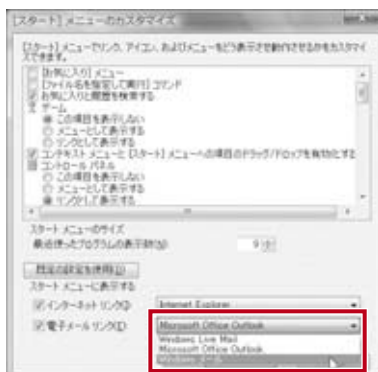 [スタート] メニューのカスタマイズ
[スタート] メニューでリンク、アイコン、およびメニューをどう表示させ動作させるかをカスタマイズできます。
[お気に入り] メニュー
[ファイル名を指定して実行] コマンド
お気に入りと履歴を検索する
ゲーム
この項目を表示しない
メニューとして表示する
リンクとして表示する
コンテキスト メニューと [スタート] メニューへの項目のドラッグ/ドロップを有効にする
コントロール パネル
この項目を表示しない
メニューとして表示する
リンクとして表示する
スタート メニューのサイズ
最近使ったプログラムの表示数(N): 9
既定の設定を使用(D)
スタート メニューに表示する
インターネット リンク(I): Internet Explorer
電子メール リンク(E): Microsoft Office Outlook
Windows Live Mail
Microsoft Office Outlook
Windows メール